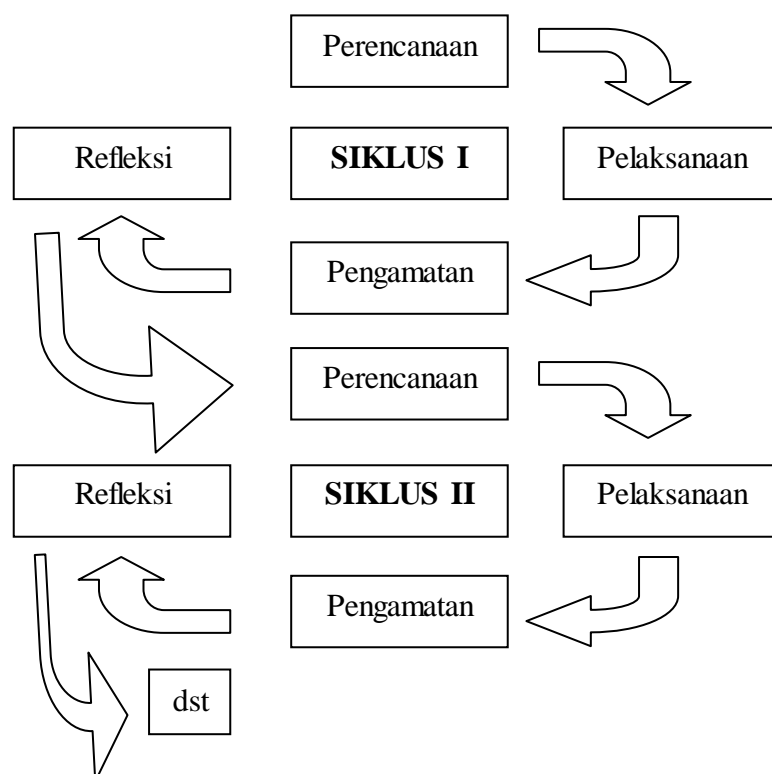 Perencanaan
Refleksi
SIKLUS I
Pelaksanaan
Pengamatan
Perencanaan
Refleksi
SIKLUS II
Pelaksanaan
Pengamatan
dst